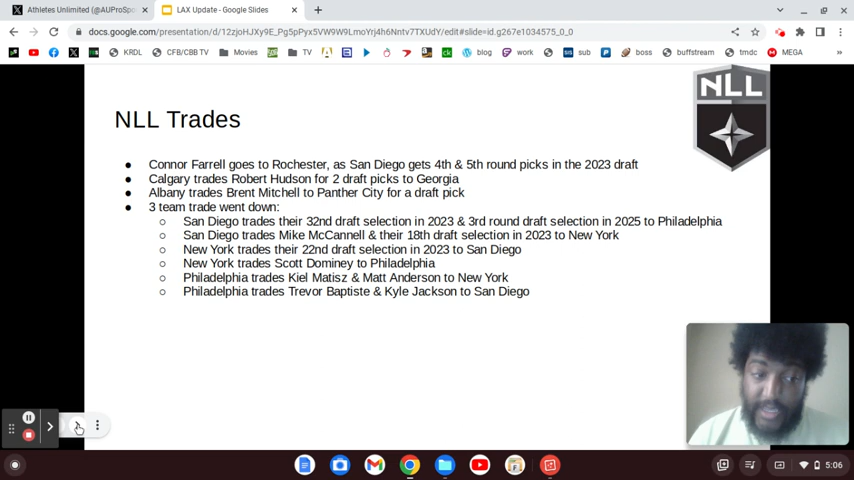 Athletes Unlimited (@AUProSpo
LAX Update - Google Slides
docs.google.com/presentation/d/12zjoHJXy9E_Pg5pPyx5VW9W9LmoYrj4h6Nntv7TXUdY/edit#slide=id.g267e1034575_0_0
KRDL
CFB/CBB TV
Movies
TV
sub
blog
work
boss
buffstream
tmdc
MEGA
NLL
NLL Trades
Connor Farrell goes to Rochester, as San Diego gets 4th & 5th round picks in the 2023 draft
Calgary trades Robert Hudson for 2 draft picks to Georgia
Albany trades Brent Mitchell to Panther City for a draft pick
3 team trade went down:
San Diego trades their 32nd draft selection in 2023 & 3rd round draft selection in 2025 to Philadelphia
San Diego trades Mike McCannell & their 18th draft selection in 2023 to New York
New York trades their 22nd draft selection in 2023 to San Diego
New York trades Scott Dominey to Philadelphia
Philadelphia trades Kiel Matisz & Matt Anderson to New York
Philadelphia trades Trevor Baptiste & Kyle Jackson to San Diego
5:06